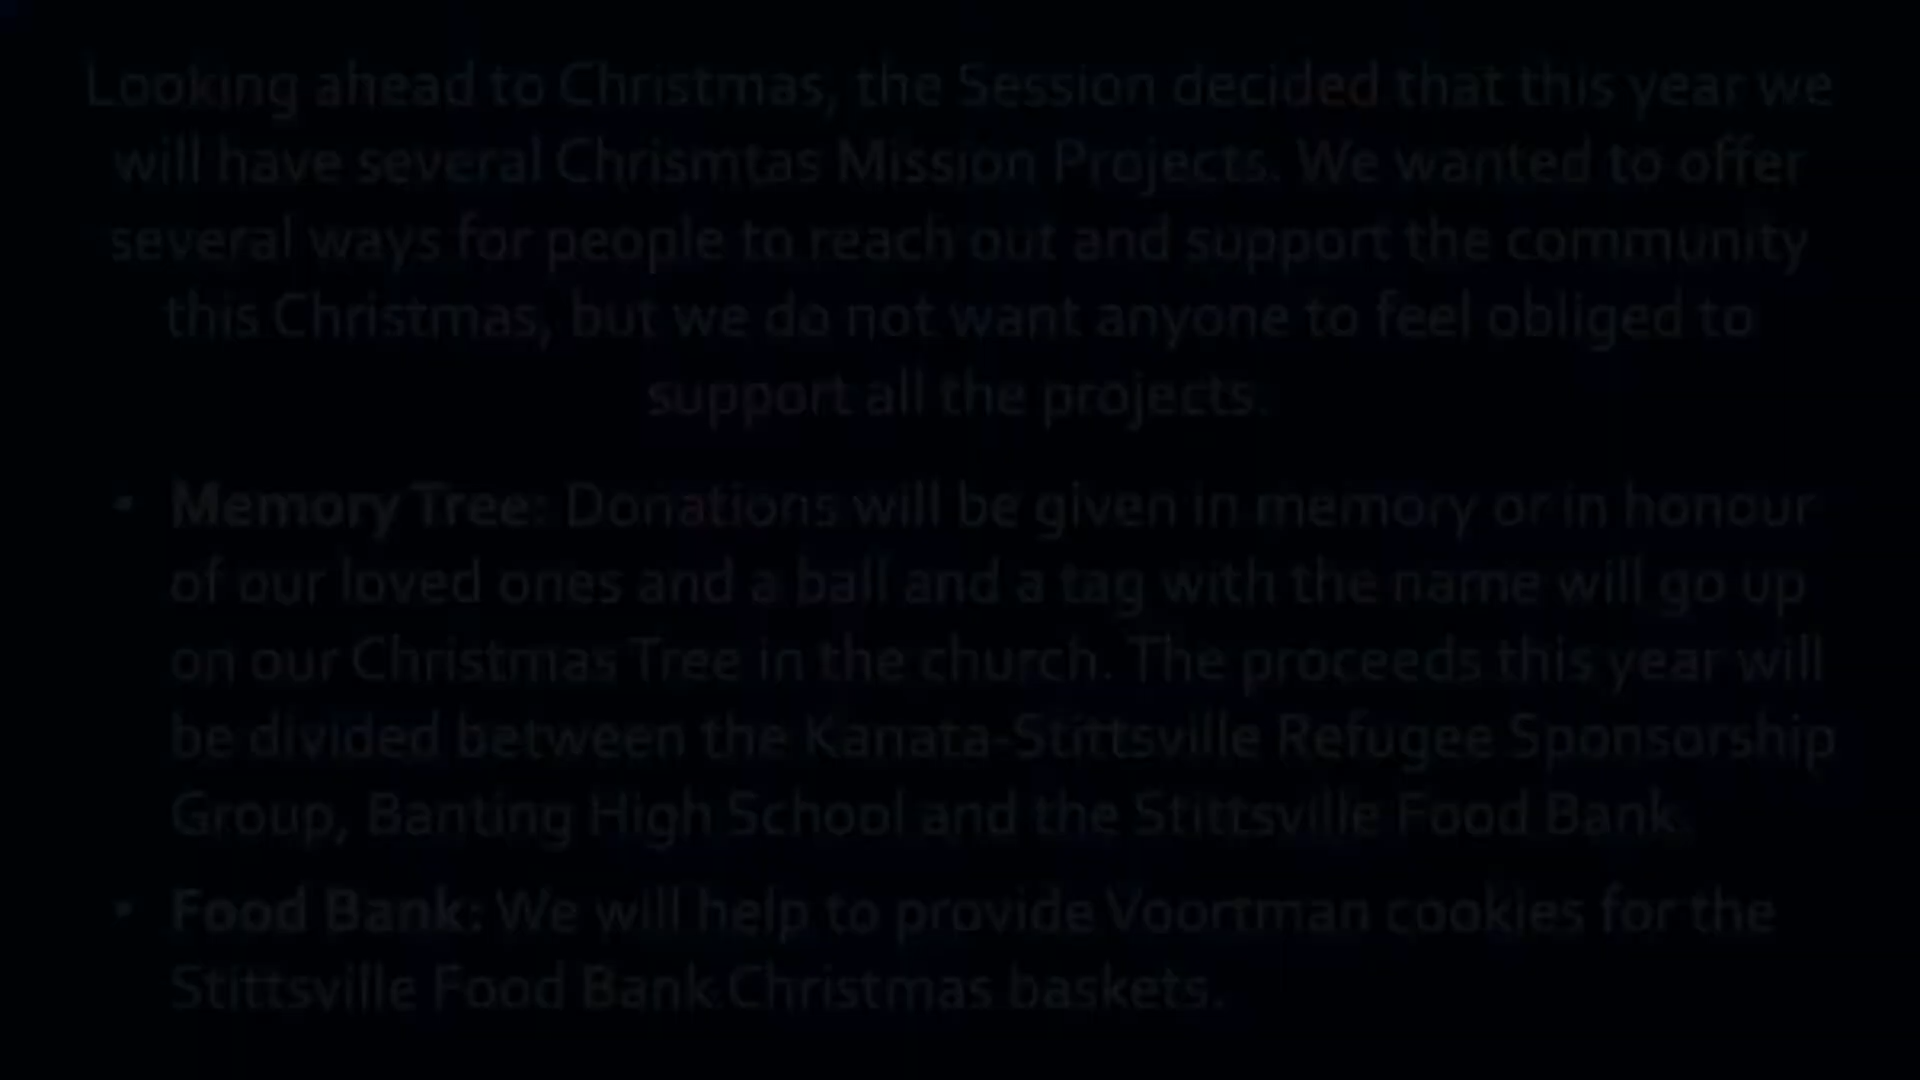 Looking ahead to Christmas, the Session decided that this year we
will have several Chrismtas Mission Projects. We wanted to offer
several ways for people to reach out and support the community
this Christmas, but we do not want anyone to feel obliged to
support all the projects.
• Memory Tree: Donations will be given in memory or in honour
of our loved ones and a ball and a tag with the name will go up
on our Christmas Tree in the church. The proceeds this year will
be divided between the Kanata-Stittsville Refugee Sponsorship
Group, Banting High School and the Stittsville Food Bank.
• Food Bank: We will help to provide Voortman cookies for the
Stittsville Food Bank Christmas baskets.